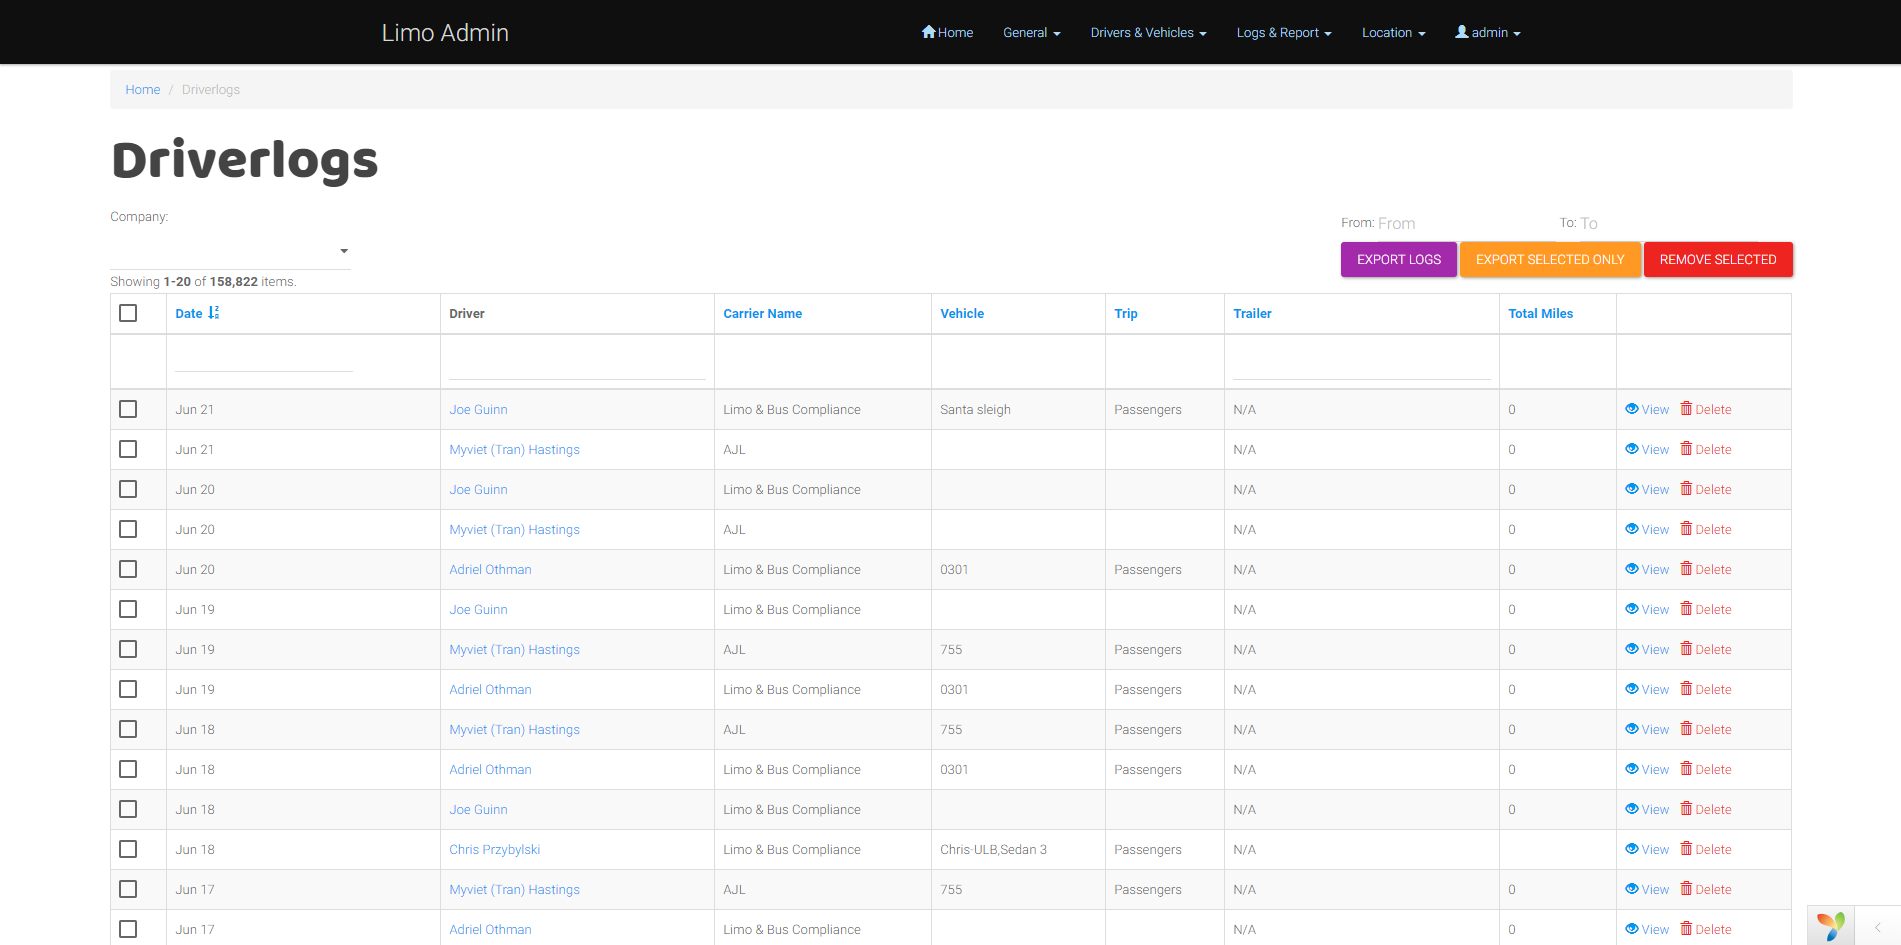 Limo Admin Home General Drivers & Vehicles Logs & Report Location admin
Home / Driverlogs
Driverlogs
Company:
From: From To: To
EXPORT LOGS EXPORT SELECTED ONLY REMOVE SELECTED
Showing 1-20 of 158,822 items.
Date Driver Carrier Name Vehicle Trip Trailer Total Miles
Jun 21 Joe Guinn Limo & Bus Compliance Santa sleigh Passengers N/A 0 View Delete
Jun 21 Myviet (Tran) Hastings AJL N/A 0 View Delete
Jun 20 Joe Guinn Limo & Bus Compliance N/A 0 View Delete
Jun 20 Myviet (Tran) Hastings AJL N/A 0 View Delete
Jun 20 Adriel Othman Limo & Bus Compliance 0301 Passengers N/A 0 View Delete
Jun 19 Joe Guinn Limo & Bus Compliance N/A 0 View Delete
Jun 19 Myviet (Tran) Hastings AJL 755 Passengers N/A 0 View Delete
Jun 19 Adriel Othman Limo & Bus Compliance 0301 Passengers N/A 0 View Delete
Jun 18 Myviet (Tran) Hastings AJL 755 Passengers N/A 0 View Delete
Jun 18 Adriel Othman Limo & Bus Compliance 0301 Passengers N/A 0 View Delete
Jun 18 Joe Guinn Limo & Bus Compliance N/A 0 View Delete
Jun 18 Chris Przybylski Limo & Bus Compliance Chris-ULB,Sedan 3 Passengers N/A View Delete
Jun 17 Myviet (Tran) Hastings AJL 755 Passengers N/A 0 View Delete
Jun 17 Adriel Othman Limo & Bus Compliance N/A 0 View Delete